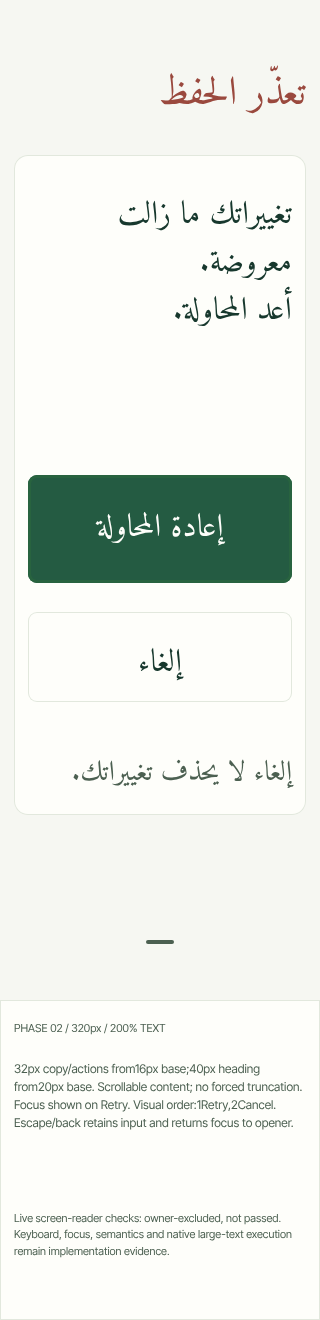 تعذّر الحفظ
تغييراتك ما زالت
معروضة.
أعد المحاولة.
إعادة المحاولة
إلغاء
إلغاء لا يحذف تغييراتك.
PHASE 02 / 320px / 200% TEXT
32px copy/actions from16px base;40px heading
from20px base. Scrollable content; no forced truncation.
Focus shown on Retry. Visual order:1Retry,2Cancel.
Escape/back retains input and returns focus to opener.
Live screen-reader checks: owner-excluded, not passed.
Keyboard, focus, semantics and native large-text execution
remain implementation evidence.